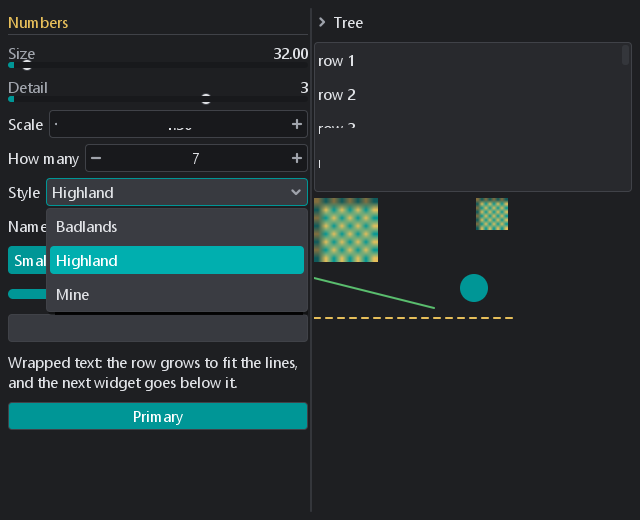 Numbers
Size 32.00
Detail 3
Scale
How many 7
Style Highland
Name
Badlands
Highland
Mine
Wrapped text: the row grows to fit the lines,
and the next widget goes below it.
Primary
Tree
row 1
row 2